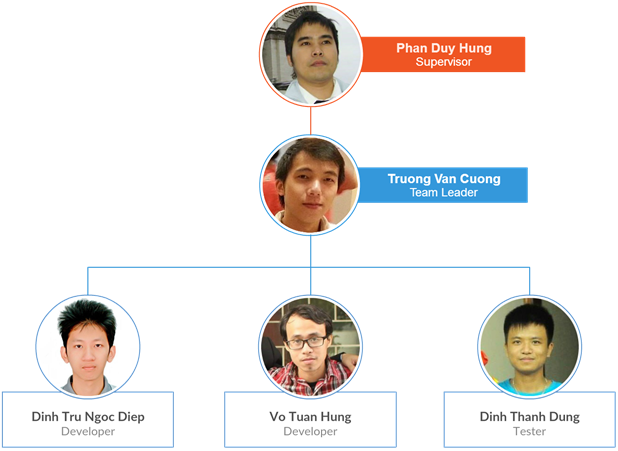 Phan Duy Hung
Supervisor
Truong Van Cuong
Team Leader
Dinh Tru Ngoc Diep
Developer
Vo Tuan Hung
Developer
Dinh Thanh Dung
Tester